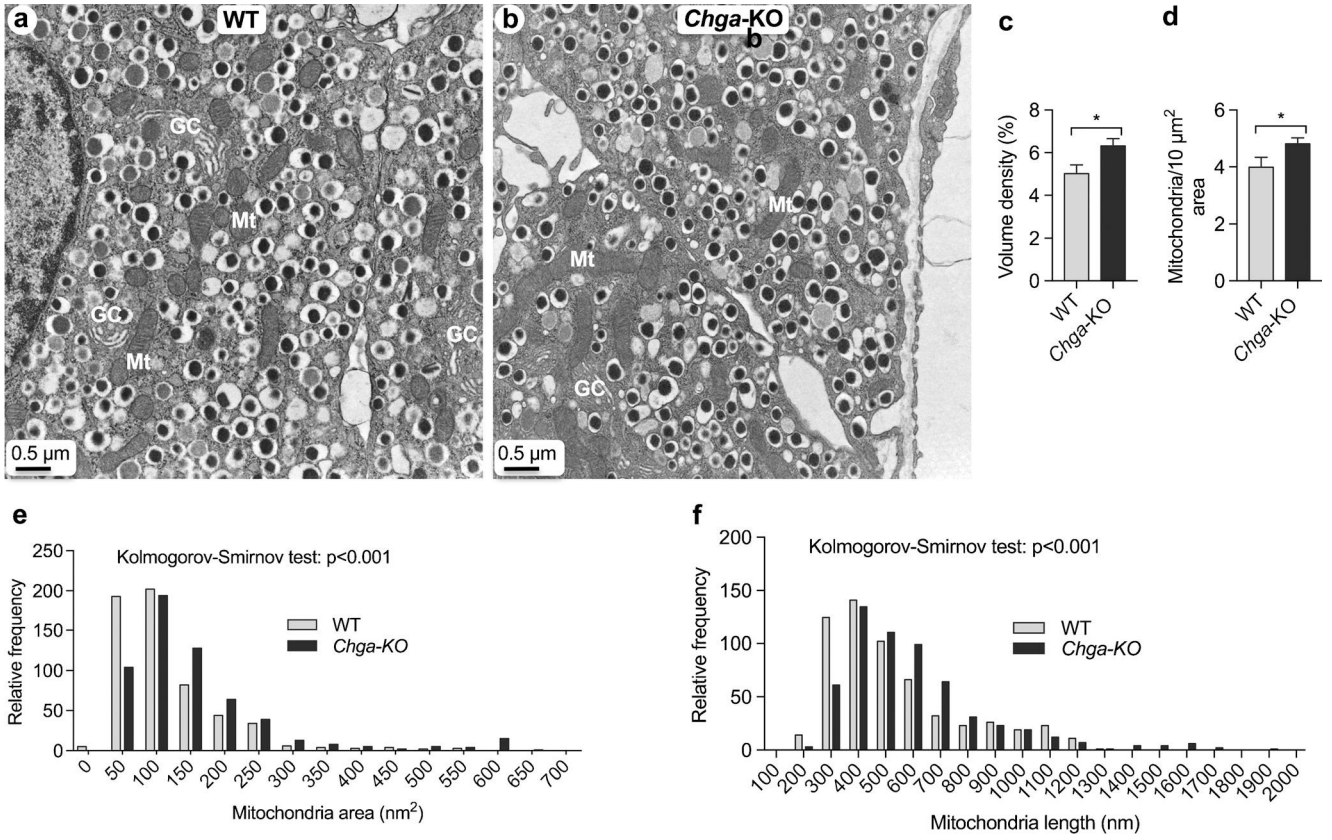 a
WT
GC
Mt
GC
Mt
0.5 µm
b
Chga-KO
b
Mt
Mt
GC
0.5 µm
c
Volume density (%)
8
6
4
2
0
WT
Chga-KO
*
d
Mitochondria/10 µm²
area
6
4
2
0
WT
Chga-KO
*
e
Kolmogorov-Smirnov test: p<0.001
Relative frequency
250
200
150
100
50
0
WT
Chga-KO
0 50 100 150 200 250 300 350 400 450 500 550 600 650 700
Mitochondria area (nm²)
f
Kolmogorov-Smirnov test: p<0.001
Relative frequency
200
150
100
50
0
WT
Chga-KO
100 200 300 400 500 600 700 800 900 1000 1100 1200 1300 1400 1500 1600 1700 1800 1900 2000
Mitochondria length (nm)